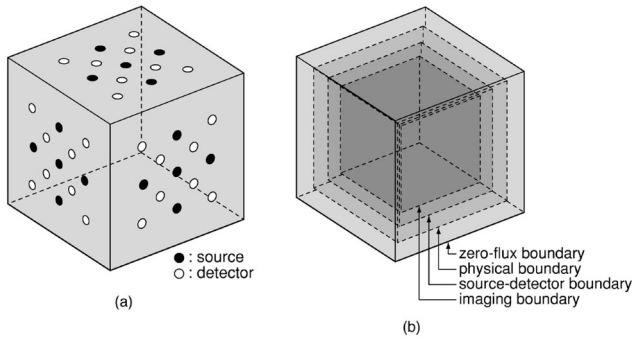 : source
: detector
(a)
zero-flux boundary
physical boundary
source-detector boundary
imaging boundary
(b)